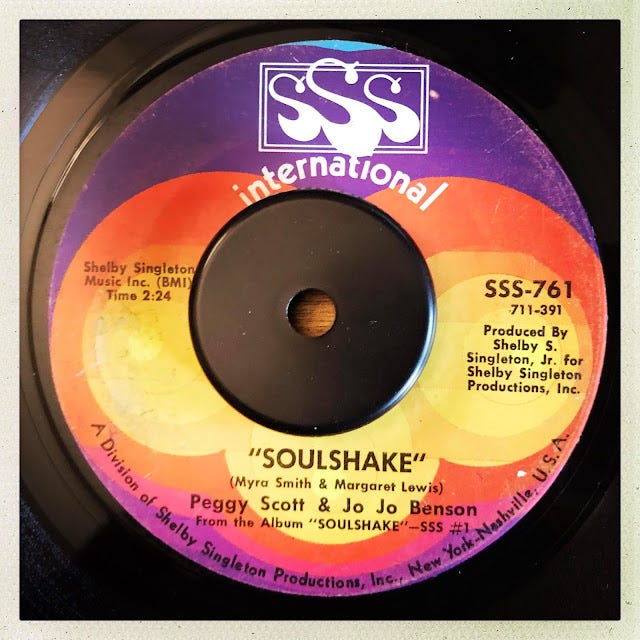 SSS
international
Shelby Singleton
Music Inc. (BMI)
Time 2:24
SSS-761
711-391
Produced By
Shelby S.
Singleton, Jr. for
Shelby Singleton
Productions, Inc.
"SOULSHAKE"
(Myra Smith & Margaret Lewis)
Peggy Scott & Jo Jo Benson
From the Album "SOULSHAKE"—SSS #1
A Division of Shelby Singleton Productions, Inc., New York-Nashville, U.S.A.